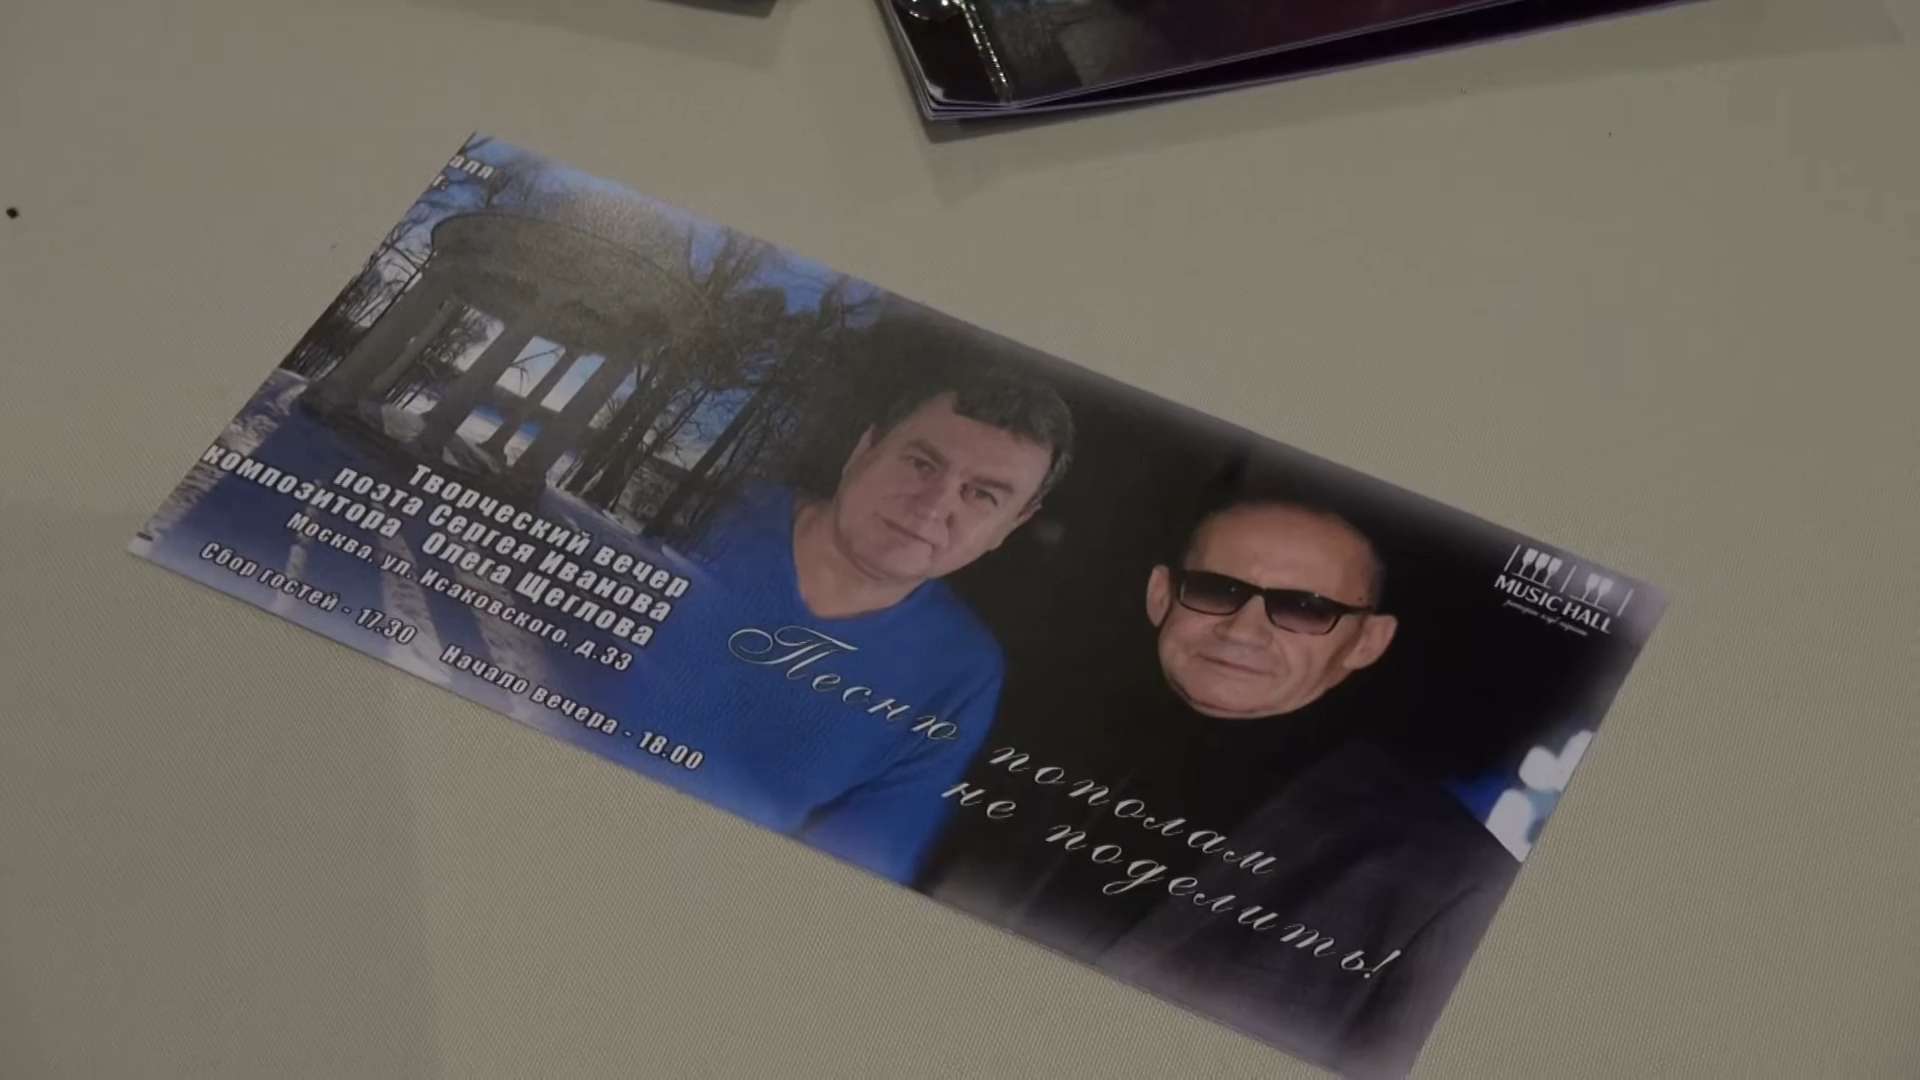 аля
г.
Творческий вечер
поэта Сергея Иванова
композитора Олега Щеглова
Москва, ул. Исаковского, д.33
Сбор гостей - 17.30 Начало вечера - 18.00
Песню пополам
не поделить!
MUSIC HALL